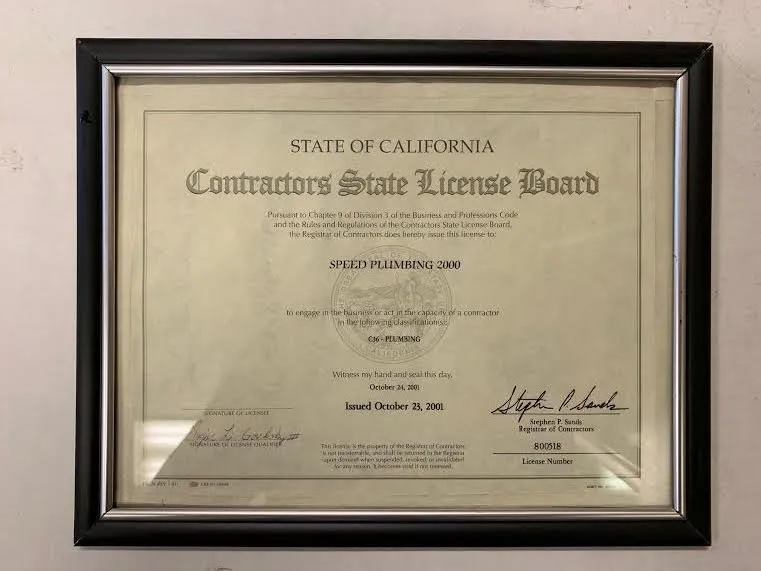 STATE OF CALIFORNIA
Contractors State License Board
Pursuant to Chapter 9 of Division 3 of the Business and Professions Code
and the Rules and Regulations of the Contractors State License Board,
the Registrar of Contractors does hereby issue this license to:
SPEED PLUMBING 2000
to engage in the business or act in the capacity of a contractor
in the following classification(s):
C36 - PLUMBING
Witness my hand and seal this day,
October 24, 2001
Issued October 23, 2001
SIGNATURE OF LICENSEE
SIGNATURE OF LICENSE QUALIFIER
This license is the property of the Registrar of Contractors,
is not transferrable, and shall be returned to the Registrar
upon demand when suspended, revoked, or invalidated
for any reason. It becomes void if not renewed.
Stephen P. Sands
Stephen P. Sands
Registrar of Contractors
800518
License Number